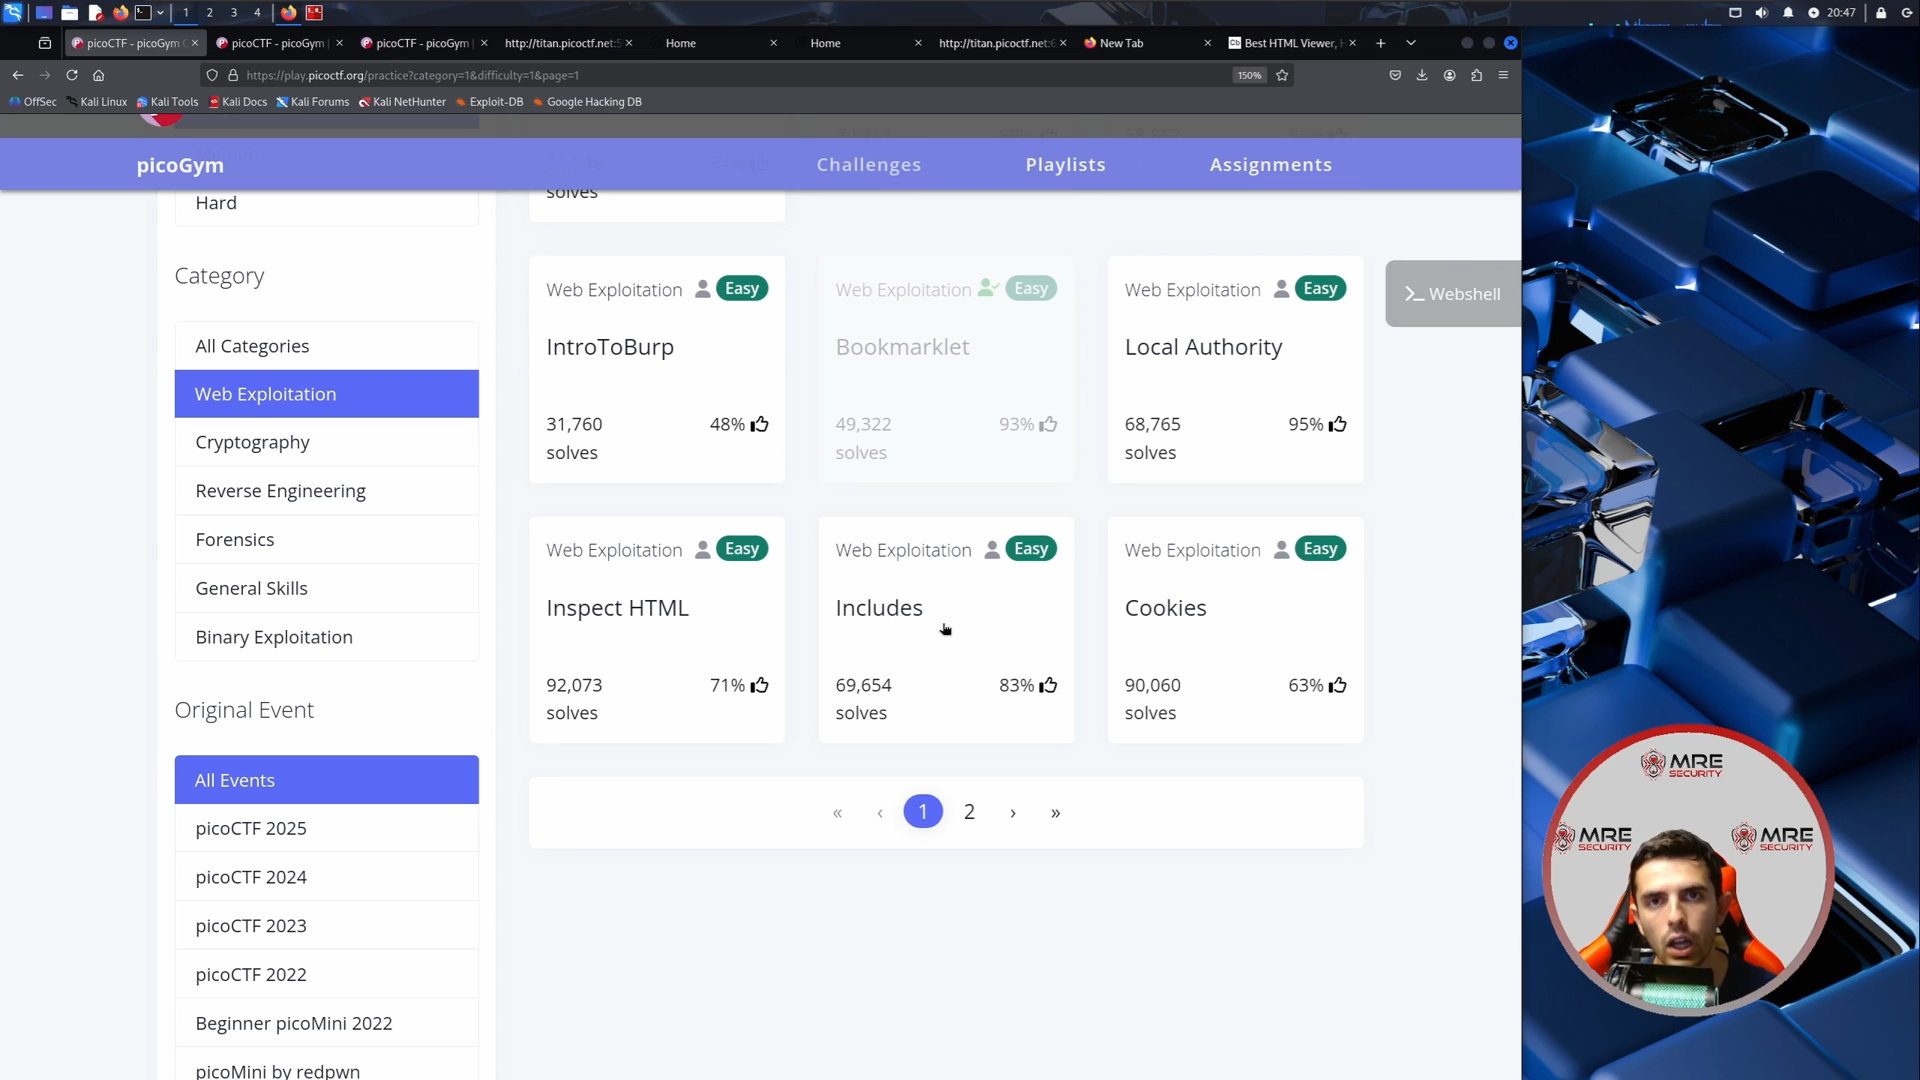 1
2
3
4
20:47
picoCTF - picoGym C
picoCTF - picoGym |
picoCTF - picoGym |
http://titan.picoctf.net:5
Home
Home
http://titan.picoctf.net:6
New Tab
Best HTML Viewer, H
https://play.picoctf.org/practice?category=1&difficulty=1&page=1
150%
OffSec
Kali Linux
Kali Tools
Kali Docs
Kali Forums
Kali NetHunter
Exploit-DB
Google Hacking DB
picoGym
Challenges
Playlists
Assignments
Hard
solves
Category
All Categories
Web Exploitation
Cryptography
Reverse Engineering
Forensics
General Skills
Binary Exploitation
Original Event
All Events
picoCTF 2025
picoCTF 2024
picoCTF 2023
picoCTF 2022
Beginner picoMini 2022
picoMini by redpwn
Web Exploitation Easy
IntroToBurp
31,760 48%
solves
Web Exploitation Easy
Bookmarklet
49,322 93%
solves
Web Exploitation Easy
Local Authority
68,765 95%
solves
>_ Webshell
Web Exploitation Easy
Inspect HTML
92,073 71%
solves
Web Exploitation Easy
Includes
69,654 83%
solves
Web Exploitation Easy
Cookies
90,060 63%
solves
« ‹ 1 2 › »
MRE
SECURITY
MRE
SECURITY
MRE
SECURITY